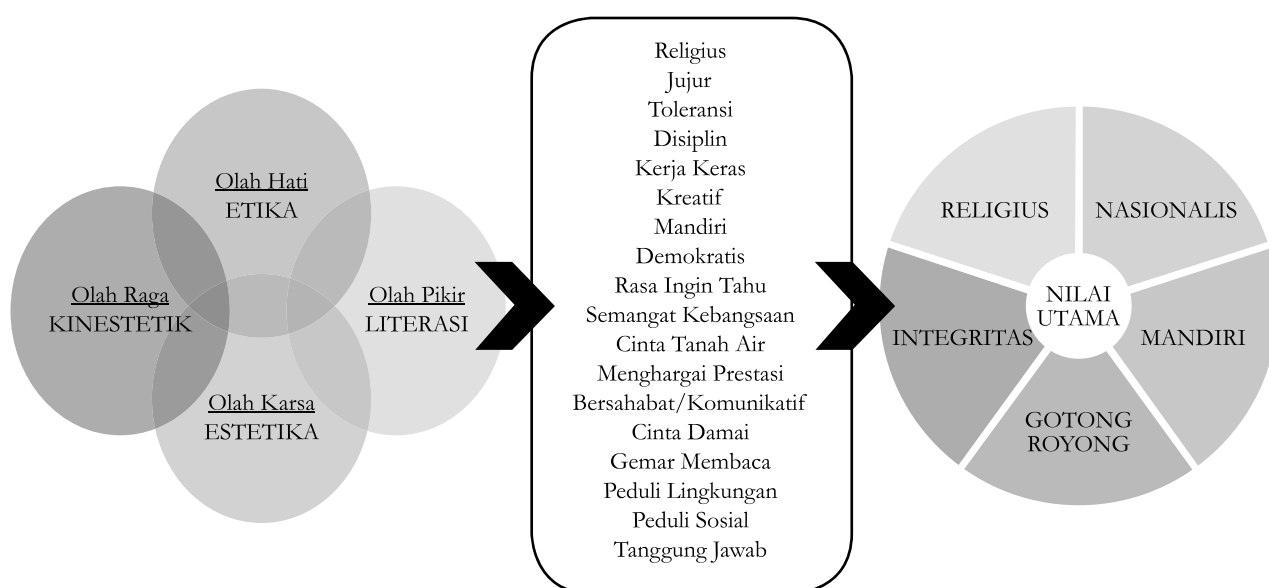 Olah Hati
ETIKA
Olah Raga
KINESTETIK
Olah Pikir
LITERASI
Olah Karsa
ESTETIKA
Religius
Jujur
Toleransi
Disiplin
Kerja Keras
Kreatif
Mandiri
Demokratis
Rasa Ingin Tahu
Semangat Kebangsaan
Cinta Tanah Air
Menghargai Prestasi
Bersahabat/Komunikatif
Cinta Damai
Gemar Membaca
Peduli Lingkungan
Peduli Sosial
Tanggung Jawab
RELIGIUS
NASIONALIS
NILAI
UTAMA
INTEGRITAS
MANDIRI
GOTONG
ROYONG